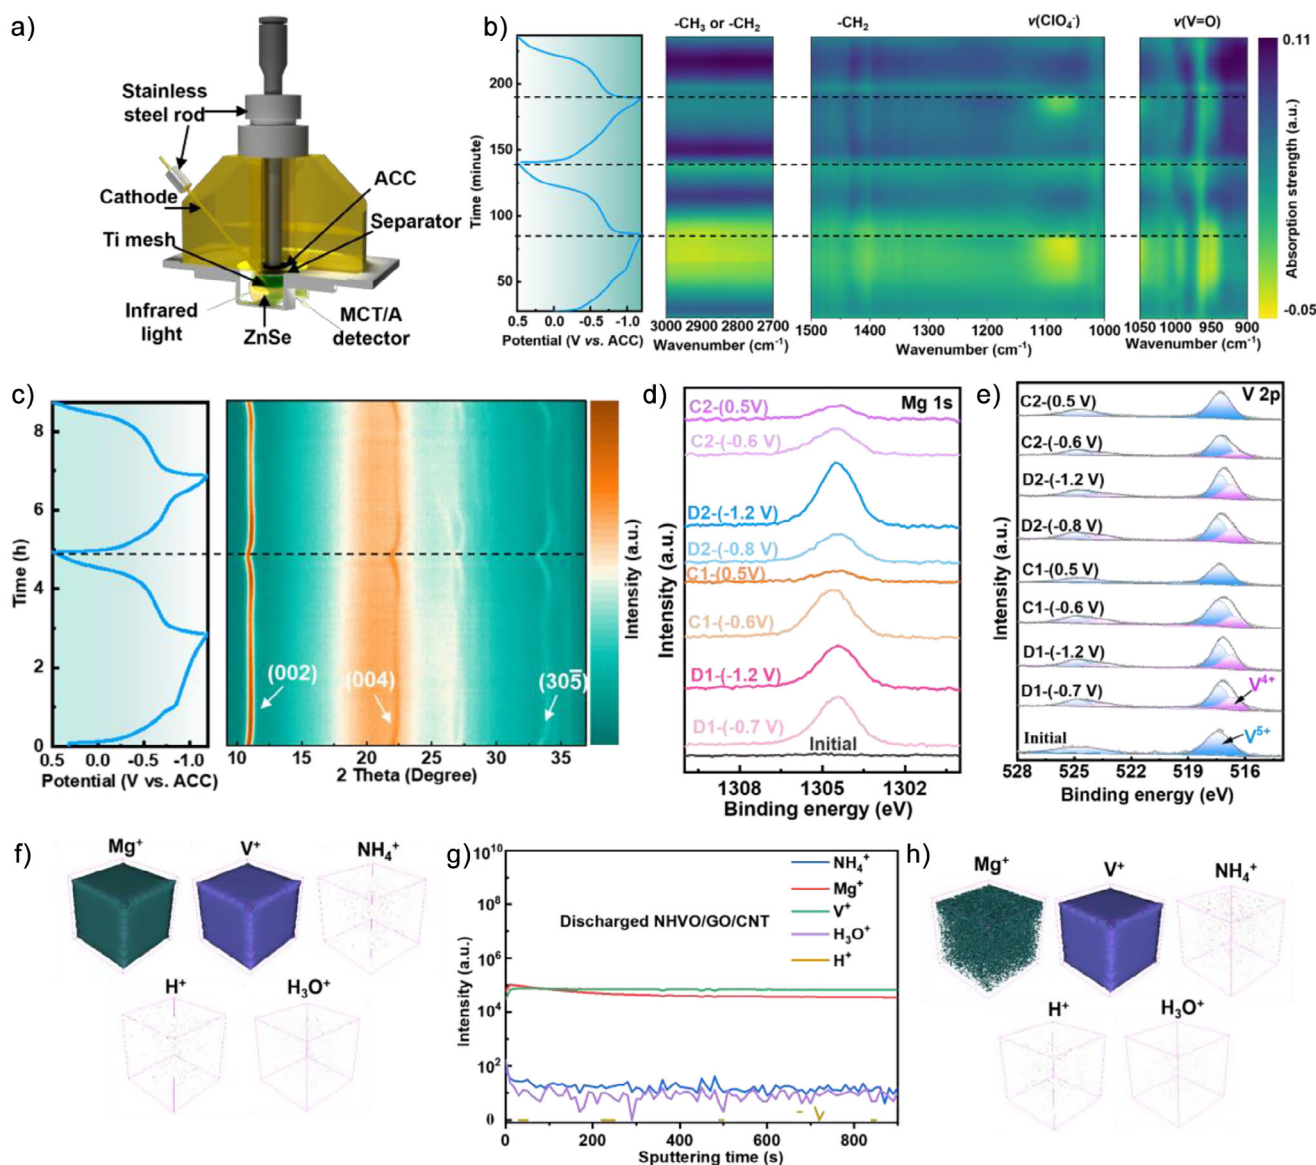 a)
Stainless
steel rod
Cathode
Ti mesh
Infrared
light
ZnSe
ACC
Separator
MCT/A
detector
b)
-CH₃ or -CH₂
-CH₂
v(ClO₄⁻)
v(V=O)
Time (minute)
200
150
100
50
0.5 0.0 -0.5 -1.0
Potential (V vs. ACC)
3000 2900 2800 2700
Wavenumber (cm⁻¹)
1500 1400 1300 1200 1100 1000
Wavenumber (cm⁻¹)
1050 1000 950 900
Wavenumber (cm⁻¹)
0.11
-0.05
Absorption strength (a.u.)
c)
Time (h)
8
6
4
2
0
0.5 0.0 -0.5 -1.0
Potential (V vs. ACC)
(002)
(004)
(305̅)
10 15 20 25 30 35
2 Theta (Degree)
Intensity (a.u.)
d)
Mg 1s
C2-(0.5V)
C2-(-0.6 V)
D2-(-1.2 V)
D2-(-0.8 V)
C1-(0.5V)
C1-(-0.6V)
D1-(-1.2 V)
D1-(-0.7 V)
Initial
Intensity (a.u.)
1308 1305 1302
Binding energy (eV)
e)
V 2p
C2-(0.5 V)
C2-(-0.6 V)
D2-(-1.2 V)
D2-(-0.8 V)
C1-(0.5 V)
C1-(-0.6 V)
D1-(-1.2 V)
D1-(-0.7 V)
V⁴⁺
Initial
V⁵⁺
Intensity (a.u.)
528 525 522 519 516
Binding energy (eV)
f)
Mg⁺
V⁺
NH₄⁺
H⁺
H₃O⁺
g)
Intensity (a.u.)
10¹⁰
10⁸
10⁶
10⁴
10²
0
Discharged NHVO/GO/CNT
NH₄⁺
Mg⁺
V⁺
H₃O⁺
H⁺
0 200 400 600 800
Sputtering time (s)
h)
Mg⁺
V⁺
NH₄⁺
H⁺
H₃O⁺